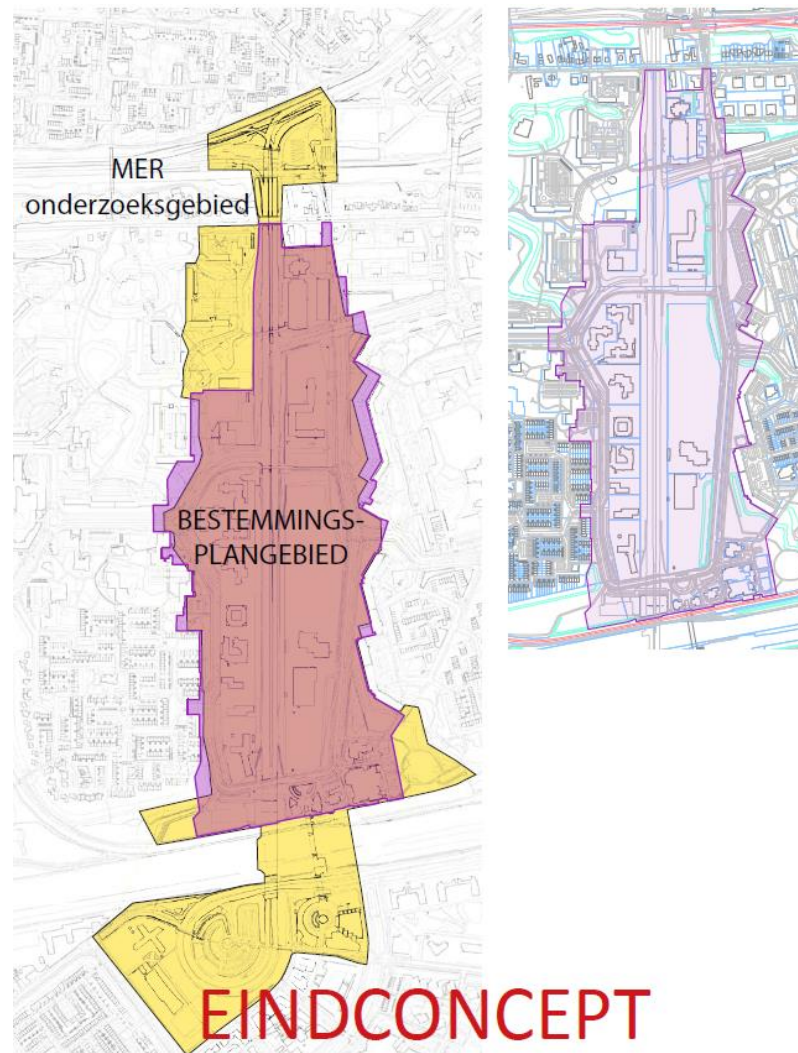 MER
onderzoeksgebied
BESTEMMINGS-
PLANGEBIED
EINDCONCEPT